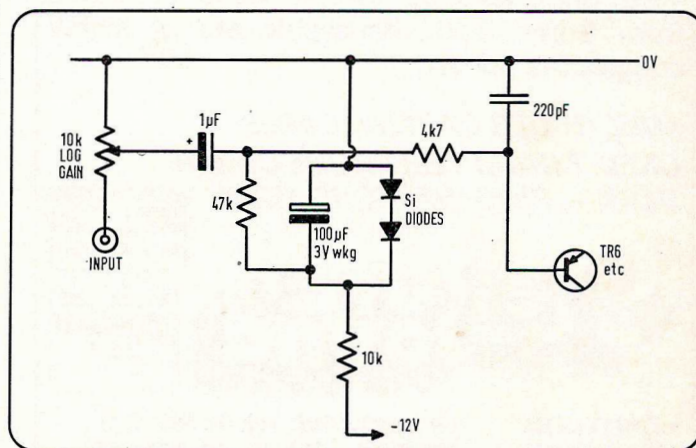 0V
1µF
+
4k7
220pF
10k
LOG
GAIN
47k
Si
DIODES
100µF
3V wkg
INPUT
TR6
etc
10k
-12V